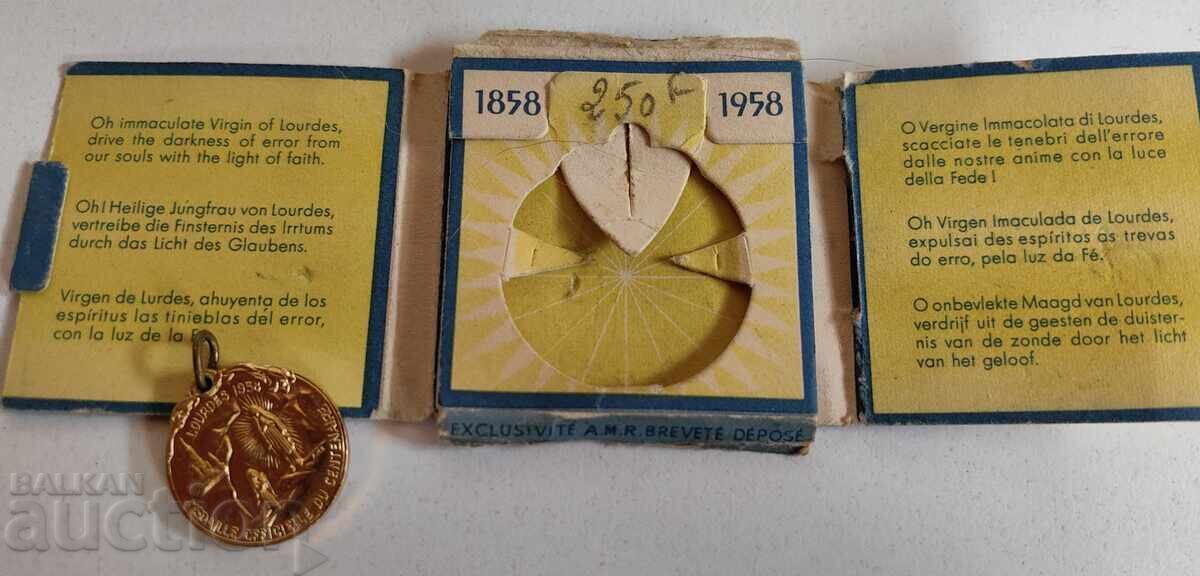 Oh immaculate Virgin of Lourdes,
drive the darkness of error from
our souls with the light of faith.
Oh! Heilige Jungfrau von Lourdes,
vertreibe die Finsternis des Irrtums
durch das Licht des Glaubens.
Virgen de Lurdes, ahuyenta de los
espíritus las tinieblas del error,
con la luz de la
1858
250 F
1958
EXCLUSIVITÉ A.M.R. BREVETÉ DÉPOSÉ
O Vergine Immacolata di Lourdes,
scacciate le tenebri dell'errore
dalle nostre anime con la luce
della Fede!
Oh Virgen Imaculada de Lourdes,
expulsai des espíritos as trevas
do erro, pela luz da Fé.
O onbevlekte Maagd van Lourdes,
verdrijf uit de geesten de duister-
nis van de zonde door het licht
van het geloof.
LOURDES 1958
MEDAILLE OFFICIELLE DU CENTENAIRE
BALKAN
auction